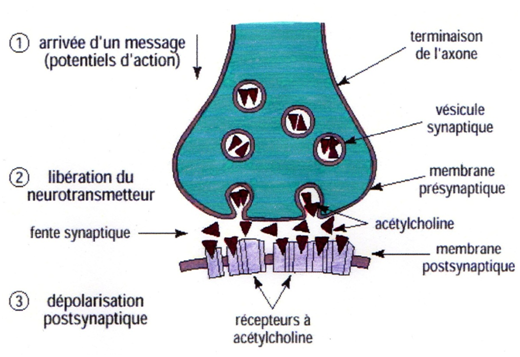 ① arrivée d'un message
(potentiels d'action)
terminaison
de l'axone
vésicule
synaptique
② libération du
neurotransmetteur
membrane
présynaptique
fente synaptique
acétylcholine
membrane
postsynaptique
③ dépolarisation
postsynaptique
récepteurs à
acétylcholine